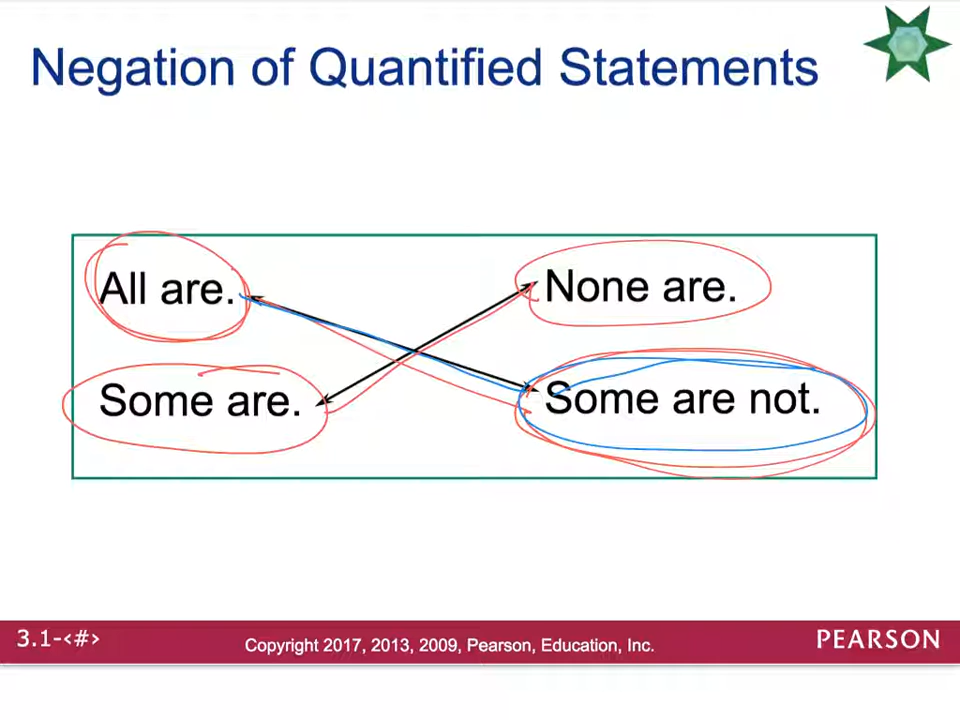 Negation of Quantified Statements
All are.
None are.
Some are.
Some are not.
3.1-<#>
Copyright 2017, 2013, 2009, Pearson, Education, Inc.
PEARSON